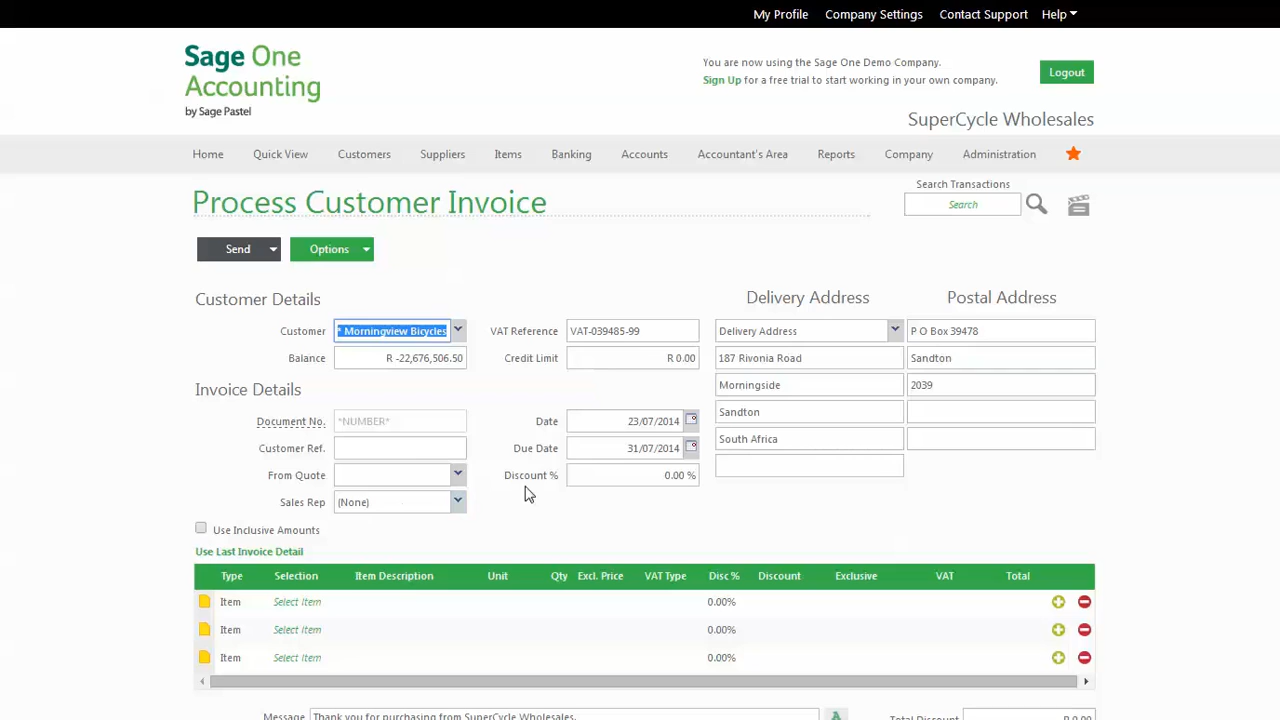 My Profile Company Settings Contact Support Help
Sage One
Accounting
by Sage Pastel
You are now using the Sage One Demo Company.
Sign Up for a free trial to start working in your own company.
Logout
SuperCycle Wholesales
Home Quick View Customers Suppliers Items Banking Accounts Accountant's Area Reports Company Administration
Process Customer Invoice
Search Transactions
Search
Send Options
Customer Details Delivery Address Postal Address
Customer * Morningview Bicycles VAT Reference VAT-039485-99 Delivery Address P O Box 39478
Balance R -22,676,506.50 Credit Limit R 0.00 187 Rivonia Road Sandton
Invoice Details Morningside 2039
Sandton
Document No. *NUMBER* Date 23/07/2014
South Africa
Customer Ref. Due Date 31/07/2014
From Quote Discount % 0.00 %
Sales Rep (None)
Use Inclusive Amounts
Use Last Invoice Detail
Type Selection Item Description Unit Qty Excl. Price VAT Type Disc % Discount Exclusive VAT Total
Item Select Item 0.00%
Item Select Item 0.00%
Item Select Item 0.00%
Message Thank you for purchasing from SuperCycle Wholesales. Total Discount R 0.00